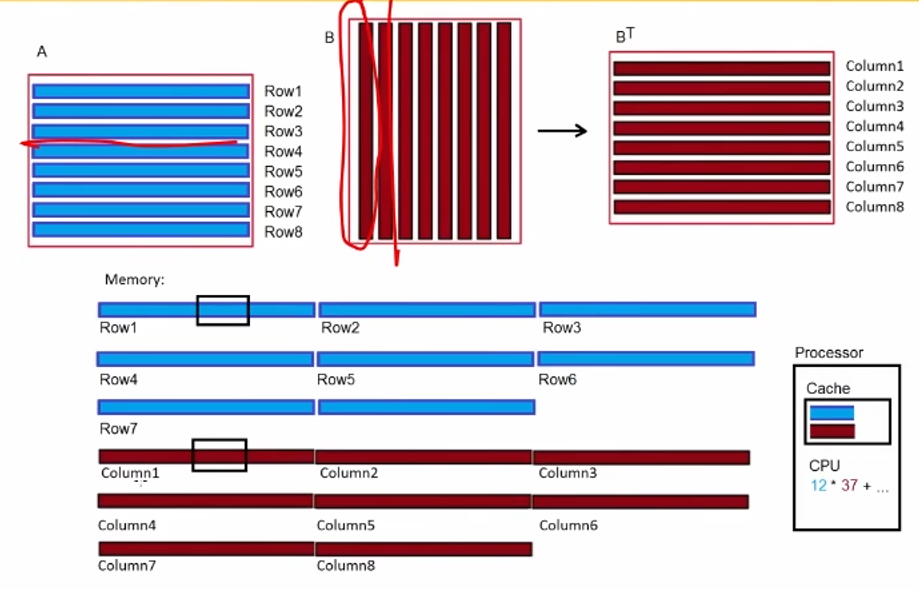 A
B
Bᵀ
Row1
Row2
Row3
Row4
Row5
Row6
Row7
Row8
Column1
Column2
Column3
Column4
Column5
Column6
Column7
Column8
Memory:
Row1 Row2 Row3
Row4 Row5 Row6
Row7
Column1 Column2 Column3
Column4 Column5 Column6
Column7 Column8
Processor
Cache
CPU
12 * 37 + ...